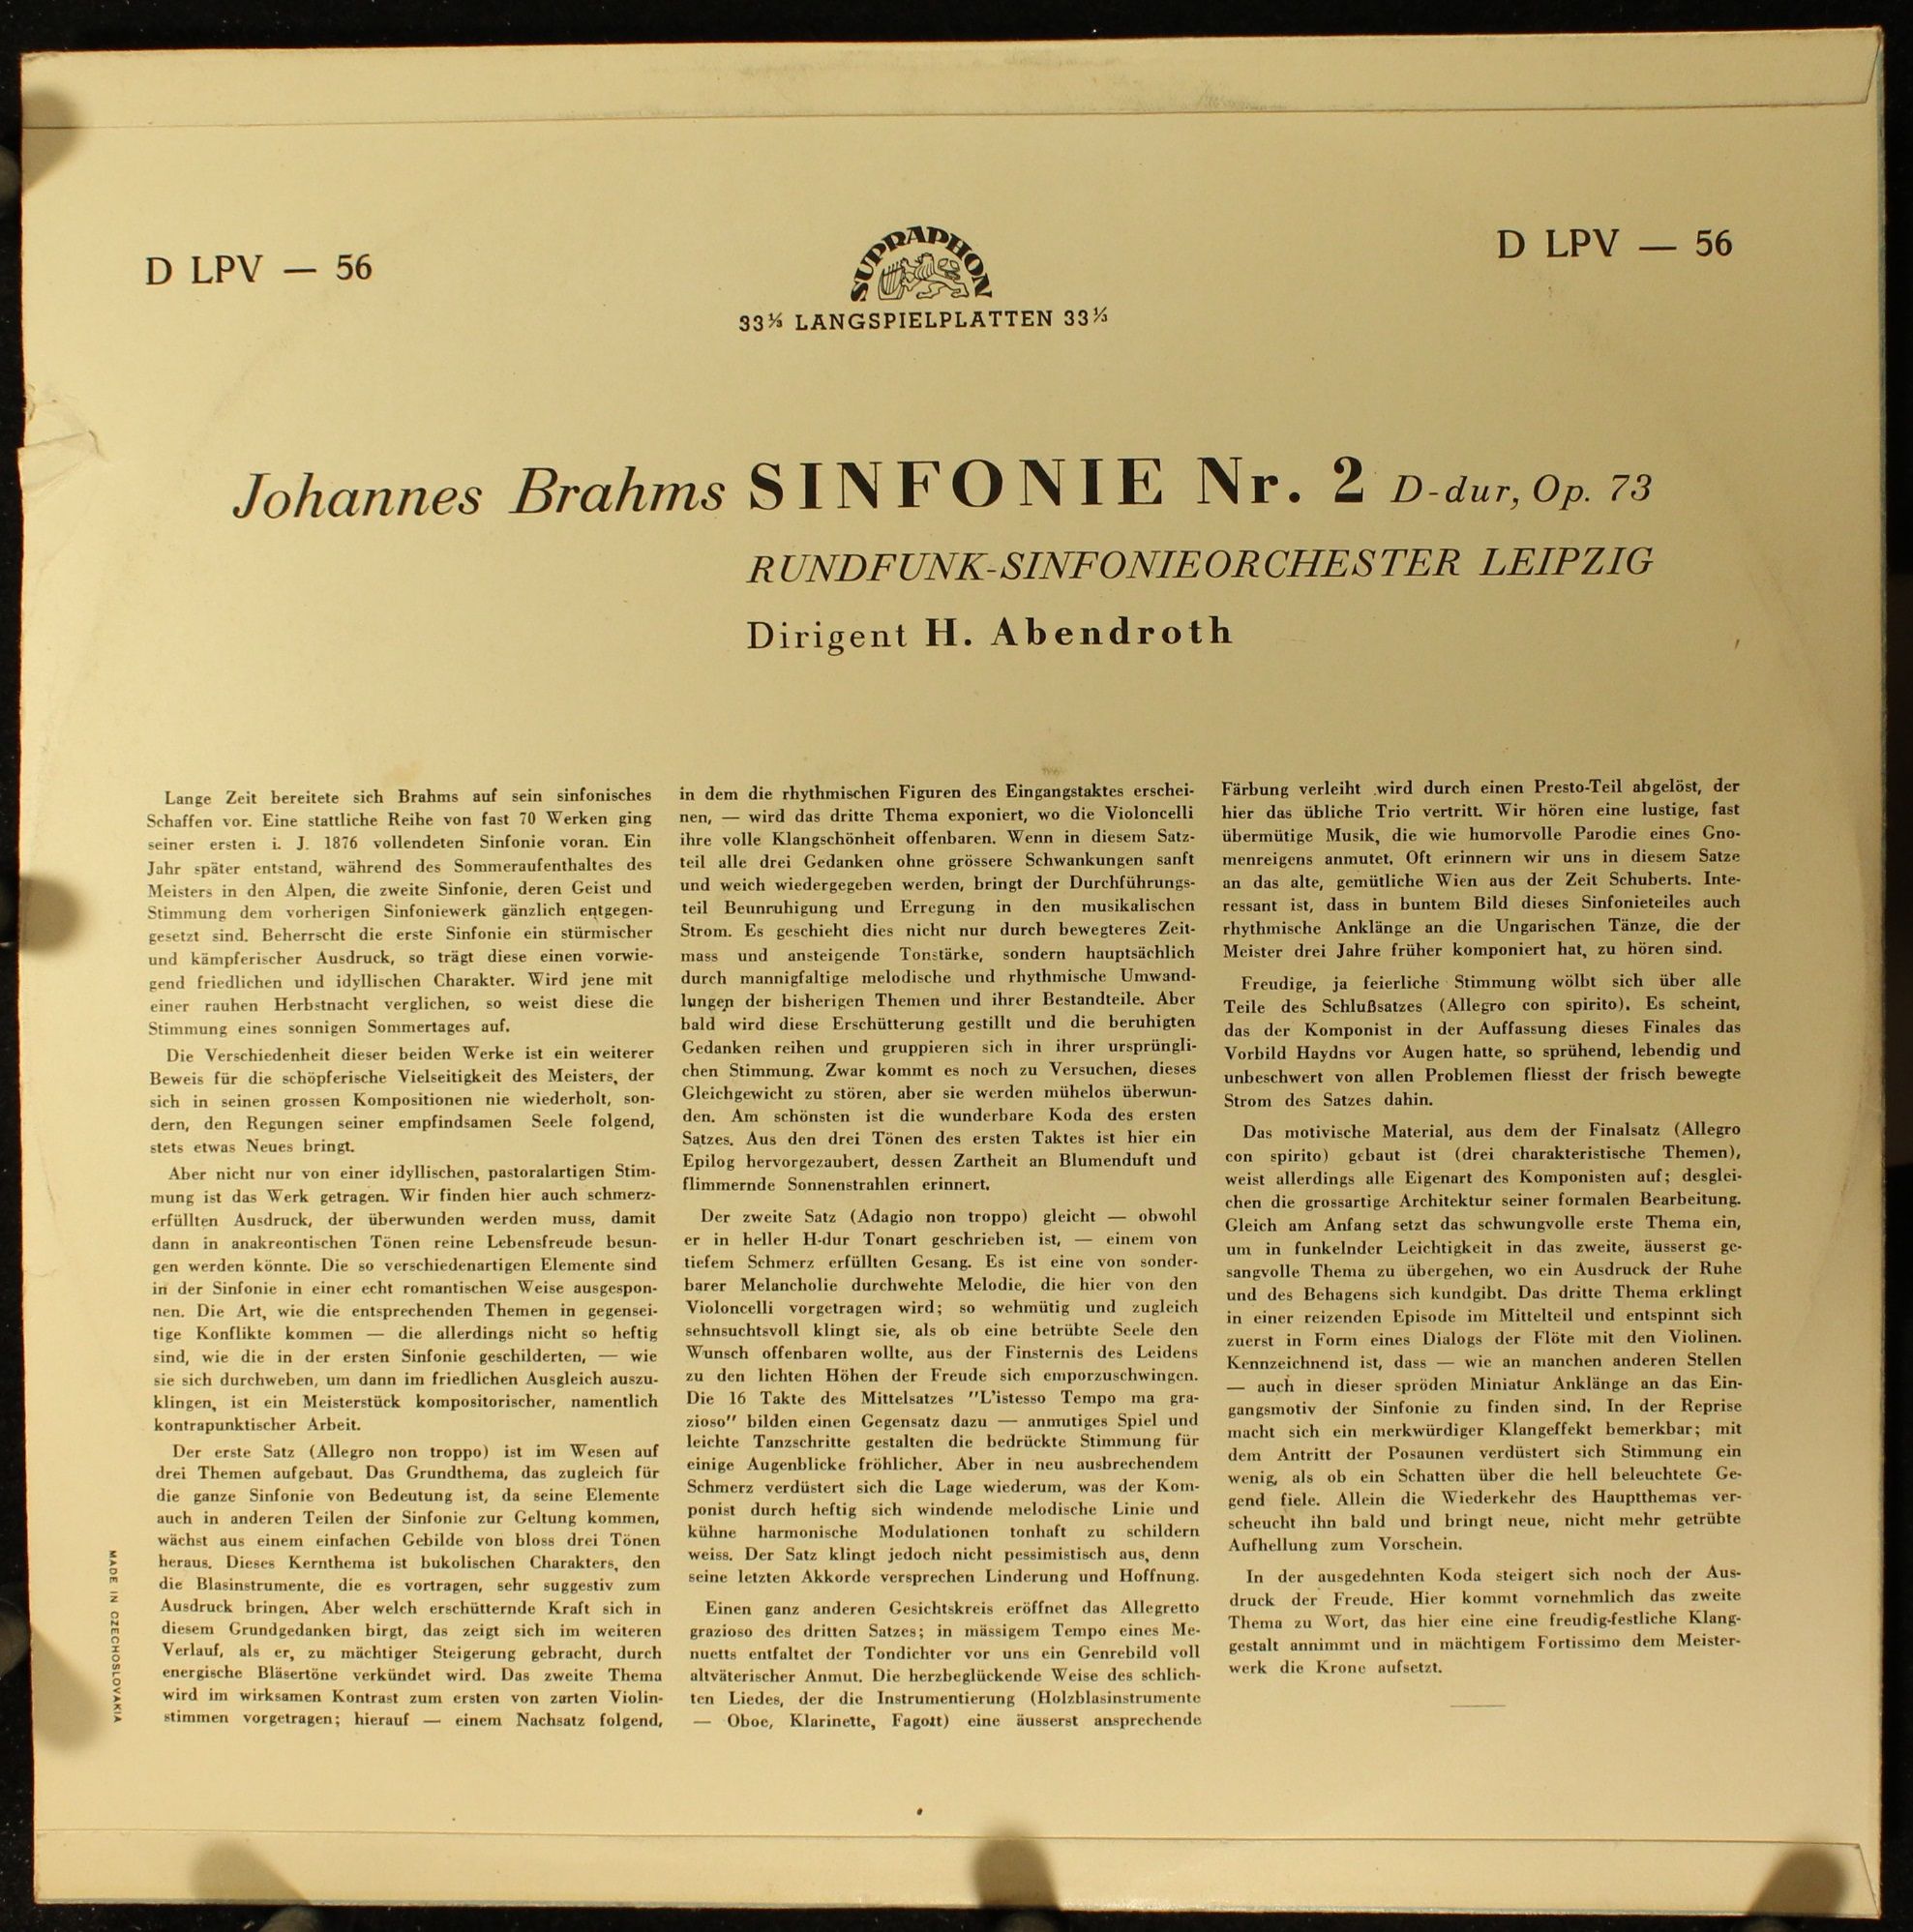 D LPV — 56
SUPRAPHON
D LPV — 56
33⅓ LANGSPIELPLATTEN 33⅓
Johannes Brahms SINFONIE Nr. 2 D-dur, Op. 73
RUNDFUNK-SINFONIEORCHESTER LEIPZIG
Dirigent H. Abendroth
Lange Zeit bereitete sich Brahms auf sein sinfonisches
Schaffen vor. Eine stattliche Reihe von fast 70 Werken ging
seiner ersten i. J. 1876 vollendeten Sinfonie voran. Ein
Jahr später entstand, während des Sommeraufenthaltes des
Meisters in den Alpen, die zweite Sinfonie, deren Geist und
Stimmung dem vorherigen Sinfoniewerk gänzlich entgegen-
gesetzt sind. Beherrscht die erste Sinfonie ein stürmischer
und kämpferischer Ausdruck, so trägt diese einen vorwie-
gend friedlichen und idyllischen Charakter. Wird jene mit
einer rauhen Herbstnacht verglichen, so weist diese die
Stimmung eines sonnigen Sommertages auf.
Die Verschiedenheit dieser beiden Werke ist ein weiterer
Beweis für die schöpferische Vielseitigkeit des Meisters, der
sich in seinen grossen Kompositionen nie wiederholt, son-
dern, den Regungen seiner empfindsamen Seele folgend,
stets etwas Neues bringt.
Aber nicht nur von einer idyllischen, pastoralartigen Stim-
mung ist das Werk getragen. Wir finden hier auch schmerz-
erfüllten Ausdruck, der überwunden werden muss, damit
dann in anakreontischen Tönen reine Lebensfreude besun-
gen werden könnte. Die so verschiedenartigen Elemente sind
in der Sinfonie in einer echt romantischen Weise ausgespon-
nen. Die Art, wie die entsprechenden Themen in gegensei-
tige Konflikte kommen — die allerdings nicht so heftig
sind, wie die in der ersten Sinfonie geschilderten, — wie
sie sich durchweben, um dann im friedlichen Ausgleich auszu-
klingen, ist ein Meisterstück kompositorischer, namentlich
kontrapunktischer Arbeit.
Der erste Satz (Allegro non troppo) ist im Wesen auf
drei Themen aufgebaut. Das Grundthema, das zugleich für
die ganze Sinfonie von Bedeutung ist, da seine Elemente
auch in anderen Teilen der Sinfonie zur Geltung kommen,
wächst aus einem einfachen Gebilde von bloss drei Tönen
heraus. Dieses Kernthema ist bukolischen Charakters, den
die Blasinstrumente, die es vortragen, sehr suggestiv zum
Ausdruck bringen. Aber welch erschütternde Kraft sich in
diesem Grundgedanken birgt, das zeigt sich im weiteren
Verlauf, als er, zu mächtiger Steigerung gebracht, durch
energische Bläsertöne verkündet wird. Das zweite Thema
wird im wirksamen Kontrast zum ersten von zarten Violin-
stimmen vorgetragen; hierauf — einem Nachsatz folgend,
in dem die rhythmischen Figuren des Eingangstaktes erschei-
nen, — wird das dritte Thema exponiert, wo die Violoncelli
ihre volle Klangschönheit offenbaren. Wenn in diesem Satz-
teil alle drei Gedanken ohne grössere Schwankungen sanft
und weich wiedergegeben werden, bringt der Durchführungs-
teil Beunruhigung und Erregung in den musikalischen
Strom. Es geschieht dies nicht nur durch bewegteres Zeit-
mass und ansteigende Tonstärke, sondern hauptsächlich
durch mannigfaltige melodische und rhythmische Umwand-
lungen der bisherigen Themen und ihrer Bestandteile. Aber
bald wird diese Erschütterung gestillt und die beruhigten
Gedanken reihen und gruppieren sich in ihrer ursprüngli-
chen Stimmung. Zwar kommt es noch zu Versuchen, dieses
Gleichgewicht zu stören, aber sie werden mühelos überwun-
den. Am schönsten ist die wunderbare Koda des ersten
Satzes. Aus den drei Tönen des ersten Taktes ist hier ein
Epilog hervorgezaubert, dessen Zartheit an Blumenduft und
flimmernde Sonnenstrahlen erinnert.
Der zweite Satz (Adagio non troppo) gleicht — obwohl
er in heller H-dur Tonart geschrieben ist, — einem von
tiefem Schmerz erfüllten Gesang. Es ist eine von sonder-
barer Melancholie durchwehte Melodie, die hier von den
Violoncelli vorgetragen wird; so wehmütig und zugleich
sehnsuchtsvoll klingt sie, als ob eine betrübte Seele den
Wunsch offenbaren wollte, aus der Finsternis des Leidens
zu den lichten Höhen der Freude sich emporzuschwingen.
Die 16 Takte des Mittelsatzes "L'istesso Tempo ma gra-
zioso" bilden einen Gegensatz dazu — anmutiges Spiel und
leichte Tanzschritte gestalten die bedrückte Stimmung für
einige Augenblicke fröhlicher. Aber in neu ausbrechendem
Schmerz verdüstert sich die Lage wiederum, was der Kom-
ponist durch heftig sich windende melodische Linie und
kühne harmonische Modulationen tonhaft zu schildern
weiss. Der Satz klingt jedoch nicht pessimistisch aus, denn
seine letzten Akkorde versprechen Linderung und Hoffnung.
Einen ganz anderen Gesichtskreis eröffnet das Allegretto
grazioso des dritten Satzes; in mässigem Tempo eines Me-
nuetts entfaltet der Tondichter vor uns ein Genrebild voll
altväterischer Anmut. Die herzbeglückende Weise des schlich-
ten Liedes, der die Instrumentierung (Holzblasinstrumente
— Oboe, Klarinette, Fagott) eine äusserst ansprechende
Färbung verleiht wird durch einen Presto-Teil abgelöst, der
hier das übliche Trio vertritt. Wir hören eine lustige, fast
übermütige Musik, die wie humorvolle Parodie eines Gno-
menreigens anmutet. Oft erinnern wir uns in diesem Satze
an das alte, gemütliche Wien aus der Zeit Schuberts. Inte-
ressant ist, dass in buntem Bild dieses Sinfonieteiles auch
rhythmische Anklänge an die Ungarischen Tänze, die der
Meister drei Jahre früher komponiert hat, zu hören sind.
Freudige, ja feierliche Stimmung wölbt sich über alle
Teile des Schlußsatzes (Allegro con spirito). Es scheint,
das der Komponist in der Auffassung dieses Finales das
Vorbild Haydns vor Augen hatte, so sprühend, lebendig und
unbeschwert von allen Problemen fliesst der frisch bewegte
Strom des Satzes dahin.
Das motivische Material, aus dem der Finalsatz (Allegro
con spirito) gebaut ist (drei charakteristische Themen),
weist allerdings alle Eigenart des Komponisten auf; desglei-
chen die grossartige Architektur seiner formalen Bearbeitung.
Gleich am Anfang setzt das schwungvolle erste Thema ein,
um in funkelnder Leichtigkeit in das zweite, äusserst ge-
sangvolle Thema zu übergehen, wo ein Ausdruck der Ruhe
und des Behagens sich kundgibt. Das dritte Thema erklingt
in einer reizenden Episode im Mittelteil und entspinnt sich
zuerst in Form eines Dialogs der Flöte mit den Violinen.
Kennzeichnend ist, dass — wie an manchen anderen Stellen
— auch in dieser spröden Miniatur Anklänge an das Ein-
gangsmotiv der Sinfonie zu finden sind. In der Reprise
macht sich ein merkwürdiger Klangeffekt bemerkbar; mit
dem Antritt der Posaunen verdüstert sich Stimmung ein
wenig, als ob ein Schatten über die hell beleuchtete Ge-
gend fiele. Allein die Wiederkehr des Hauptthemas ver-
scheucht ihn bald und bringt neue, nicht mehr getrübte
Aufhellung zum Vorschein.
In der ausgedehnten Koda steigert sich noch der Aus-
druck der Freude. Hier kommt vornehmlich das zweite
Thema zu Wort, das hier eine eine freudig-festliche Klang-
gestalt annimmt und in mächtigem Fortissimo dem Meister-
werk die Krone aufsetzt.
MADE IN CZECHOSLOVAKIA